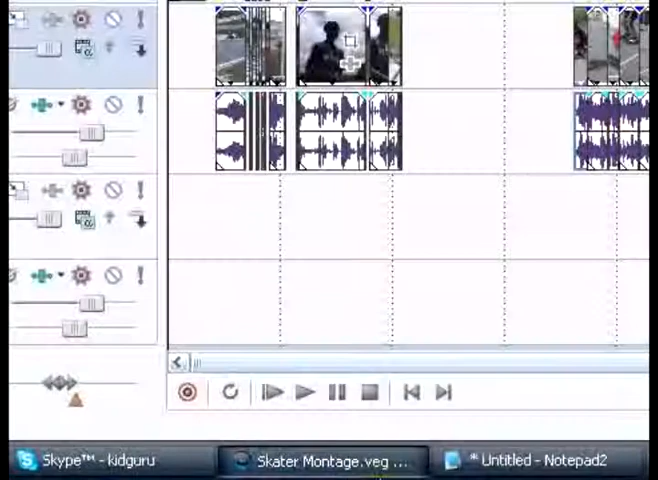 Skype™ - kidguru
Skater Montage.veg ...
* Untitled - Notepad2